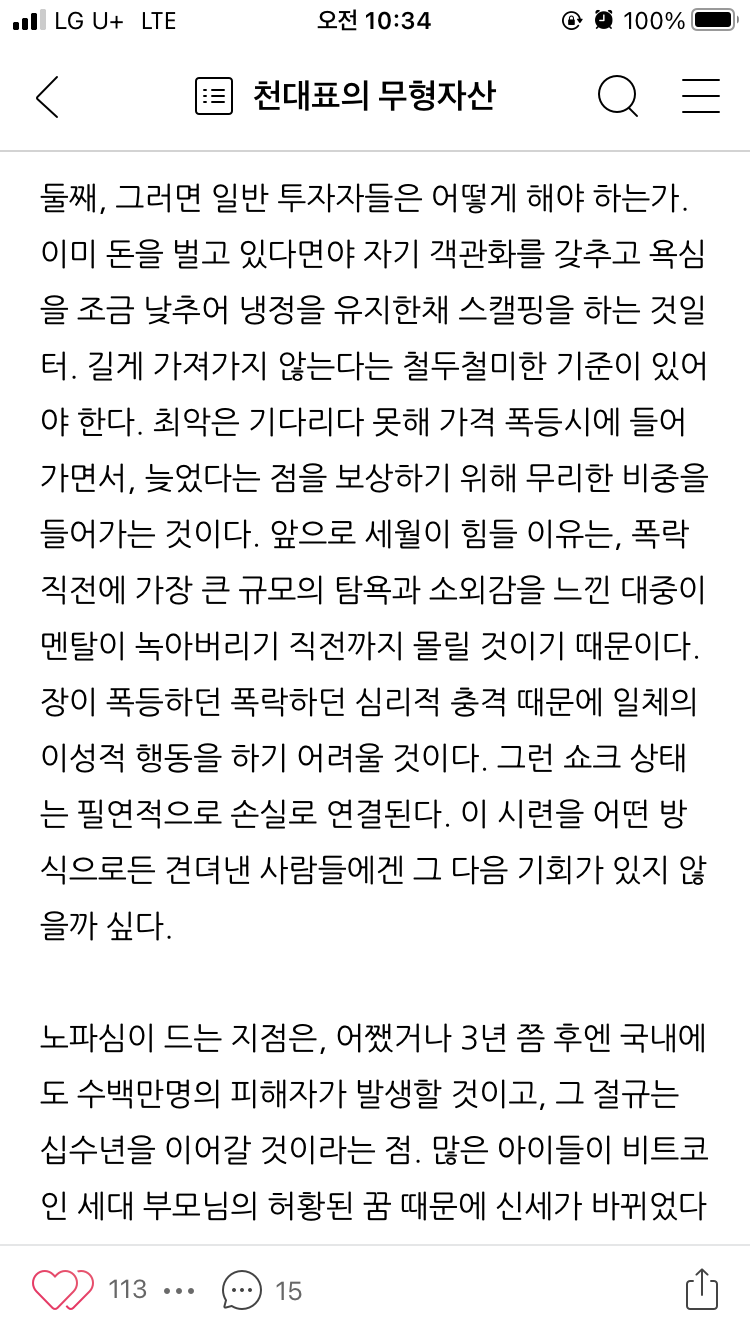 LG U+ LTE 오전 10:34 100%
천대표의 무형자산
둘째, 그러면 일반 투자자들은 어떻게 해야 하는가.
이미 돈을 벌고 있다면야 자기 객관화를 갖추고 욕심
을 조금 낮추어 냉정을 유지한채 스캘핑을 하는 것일
터. 길게 가져가지 않는다는 철두철미한 기준이 있어
야 한다. 최악은 기다리다 못해 가격 폭등시에 들어
가면서, 늦었다는 점을 보상하기 위해 무리한 비중을
들어가는 것이다. 앞으로 세월이 힘들 이유는, 폭락
직전에 가장 큰 규모의 탐욕과 소외감을 느낀 대중이
멘탈이 녹아버리기 직전까지 몰릴 것이기 때문이다.
장이 폭등하던 폭락하던 심리적 충격 때문에 일체의
이성적 행동을 하기 어려울 것이다. 그런 쇼크 상태
는 필연적으로 손실로 연결된다. 이 시련을 어떤 방
식으로든 견뎌낸 사람들에겐 그 다음 기회가 있지 않
을까 싶다.
노파심이 드는 지점은, 어쨌거나 3년 쯤 후엔 국내에
도 수백만명의 피해자가 발생할 것이고, 그 절규는
십수년을 이어갈 것이라는 점. 많은 아이들이 비트코
인 세대 부모님의 허황된 꿈 때문에 신세가 바뀌었다
113 15